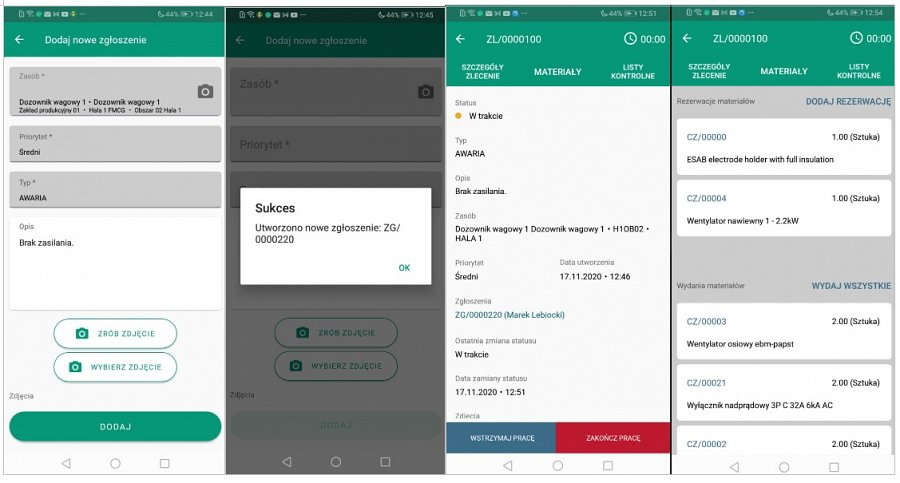 44% 12:44
Dodaj nowe zgłoszenie
Zasób *
Dozownik wagowy 1 • Dozownik wagowy 1
Zakład produkcyjny 01 • Hala 1 FMCG • Obszar 02 Hala 1
Priorytet *
Średni
Typ *
AWARIA
Opis
Brak zasilania.
ZRÓB ZDJĘCIE
WYBIERZ ZDJĘCIE
Zdjęcia
DODAJ
44% 12:45
Dodaj nowe zgłoszenie
Zasób *
Priorytet *
Sukces
Utworzono nowe zgłoszenie: ZG/
0000220
OK
ZRÓB ZDJĘCIE
WYBIERZ ZDJĘCIE
Zdjęcia
DODAJ
44% 12:51
ZL/0000100 00:00
SZCZEGÓŁY
ZLECENIE
MATERIAŁY
LISTY
KONTROLNE
Status
W trakcie
Typ
AWARIA
Opis
Brak zasilania.
Zasób
Dozownik wagowy 1 Dozownik wagowy 1 • H1OB02 •
HALA 1
Priorytet Data utworzenia
Średni 17.11.2020 • 12:46
Zgłoszenia
ZG/0000220 (Marek Lebiocki)
Ostatnia zmiana statusu
W trakcie
Data zamiany statusu
17.11.2020 • 12:51
Zdjęcia
WSTRZYMAJ PRACĘ ZAKOŃCZ PRACĘ
44% 12:54
ZL/0000100 00:00
SZCZEGÓŁY
ZLECENIE
MATERIAŁY
LISTY
KONTROLNE
Rezerwacje materiałów DODAJ REZERWACJĘ
CZ/00000 1.00 (Sztuka)
ESAB electrode holder with full insulation
CZ/00004 1.00 (Sztuka)
Wentylator nawiewny 1 - 2.2kW
Wydania materiałów WYDAJ WSZYSTKIE
CZ/00003 2.00 (Sztuka)
Wentylator osiowy ebm-papst
CZ/00021 2.00 (Sztuka)
Wyłącznik nadprądowy 3P C 32A 6kA AC
CZ/00002 2.00 (Sztuka)